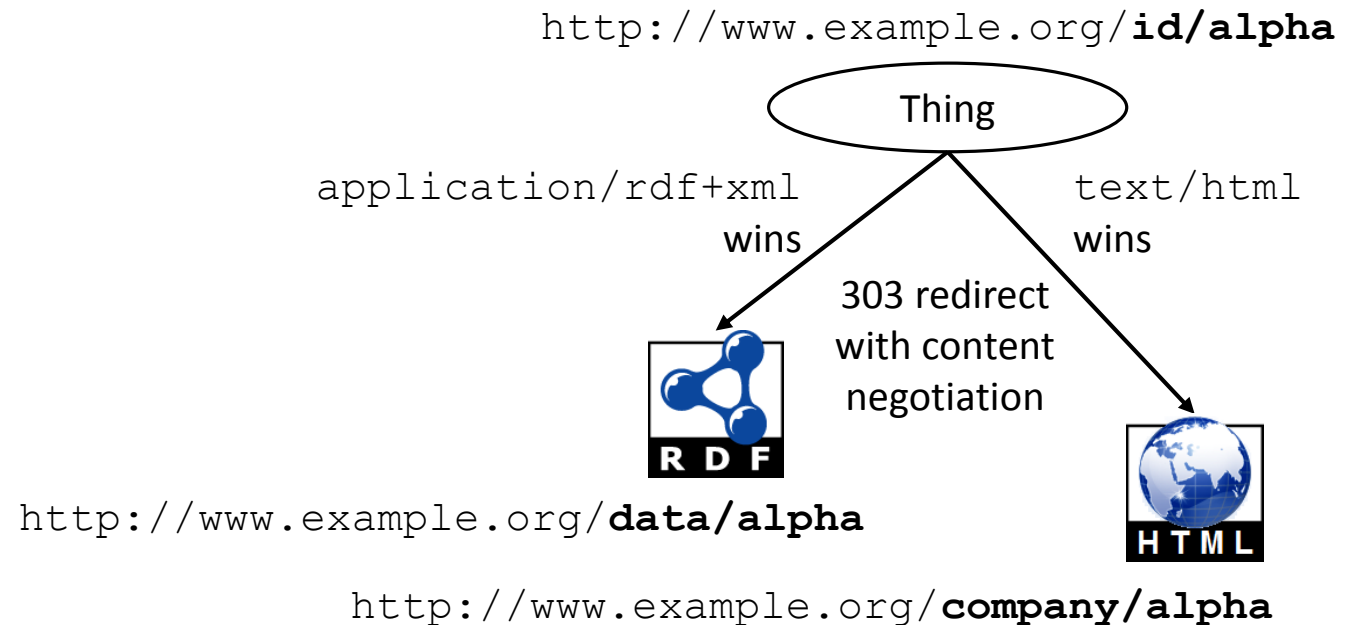 http://www.example.org/id/alpha
Thing
application/rdf+xml
wins
text/html
wins
303 redirect
with content
negotiation
RDF
HTML
http://www.example.org/data/alpha
http://www.example.org/company/alpha